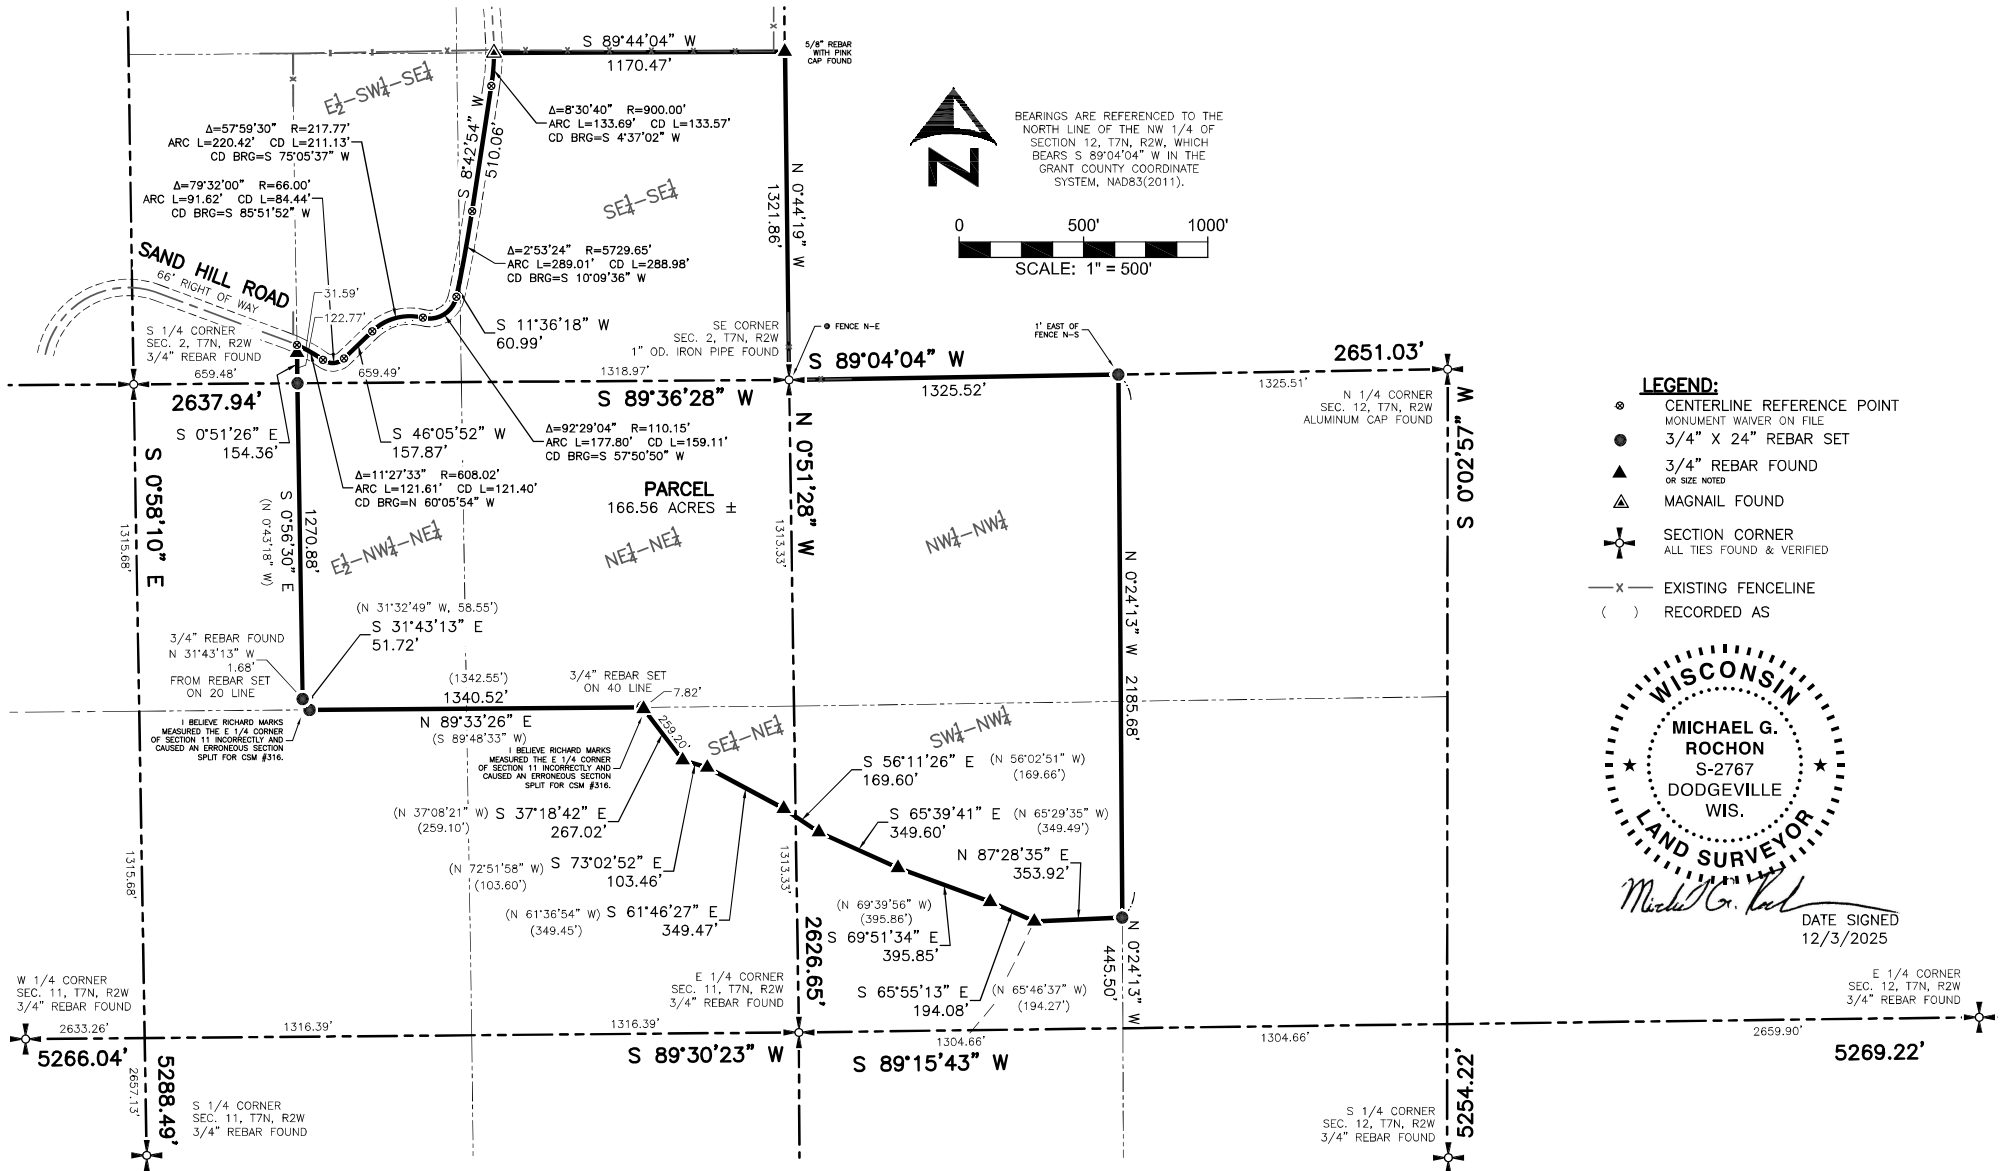 S 89°44'04" W
1170.47'
5/8" REBAR
WITH PINK
CAP FOUND
E½-SW¼-SE¼
Δ=8°30'40" R=900.00'
ARC L=133.69' CD L=133.57'
CD BRG=S 4°37'02" W
S 8°42'54" W
510.06'
Δ=57°59'30" R=217.77'
ARC L=220.42' CD L=211.13'
CD BRG=S 75°05'37" W
Δ=79°32'00" R=66.00'
ARC L=91.62' CD L=84.44'
CD BRG=S 85°51'52" W
SE¼-SE¼
N 0°44'19" W
1321.86'
BEARINGS ARE REFERENCED TO THE
NORTH LINE OF THE NW 1/4 OF
SECTION 12, T7N, R2W, WHICH
BEARS S 89°04'04" W IN THE
GRANT COUNTY COORDINATE
SYSTEM, NAD83(2011).
N
0 500' 1000'
SCALE: 1" = 500'
SAND HILL ROAD
66' RIGHT OF WAY
31.59'
122.77'
Δ=2°53'24" R=5729.65'
ARC L=289.01' CD L=288.98'
CD BRG=S 10°09'36" W
S 11°36'18" W
60.99'
S 1/4 CORNER
SEC. 2, T7N, R2W
3/4" REBAR FOUND
SE CORNER
SEC. 2, T7N, R2W
1" OD. IRON PIPE FOUND
FENCE N-E
1' EAST OF
FENCE N-S
659.48'
659.49'
1318.97'
2637.94'
S 89°36'28" W
S 89°04'04" W
2651.03'
1325.52'
1325.51'
N 1/4 CORNER
SEC. 12, T7N, R2W
ALUMINUM CAP FOUND
S 0°51'26" E
154.36'
S 46°05'52" W
157.87'
Δ=92°29'04" R=110.15'
ARC L=177.80' CD L=159.11'
CD BRG=S 57°50'50" W
Δ=11°27'33" R=608.02'
ARC L=121.61' CD L=121.40'
CD BRG=N 60°05'54" W
PARCEL
166.56 ACRES ±
S 0°58'10" E
1315.68'
S 0°56'30" E
1270.88'
(N 0°43'18" W)
E½-NW¼-NE¼
NE¼-NE¼
N 0°51'28" W
1313.33'
NW¼-NW¼
N 0°24'13" W 2185.68'
S 0°02'57" W
LEGEND:
CENTERLINE REFERENCE POINT
MONUMENT WAIVER ON FILE
3/4" X 24" REBAR SET
3/4" REBAR FOUND
OR SIZE NOTED
MAGNAIL FOUND
SECTION CORNER
ALL TIES FOUND & VERIFIED
EXISTING FENCELINE
( ) RECORDED AS
(N 31°32'49" W, 58.55')
S 31°43'13" E
51.72'
3/4" REBAR FOUND
N 31°43'13" W
1.68'
FROM REBAR SET
ON 20 LINE
I BELIEVE RICHARD MARKS
MEASURED THE E 1/4 CORNER
OF SECTION 11 INCORRECTLY AND
CAUSED AN ERRONEOUS SECTION
SPLIT FOR CSM #316.
(1342.55')
1340.52'
N 89°33'26" E
(S 89°48'33" W)
3/4" REBAR SET
ON 40 LINE
7.82'
259.20'
I BELIEVE RICHARD MARKS
MEASURED THE E 1/4 CORNER
OF SECTION 11 INCORRECTLY AND
CAUSED AN ERRONEOUS SECTION
SPLIT FOR CSM #316.
SE¼-NE¼
SW¼-NW¼
S 56°11'26" E (N 56°02'51" W)
169.60' (169.66')
(N 37°08'21" W) S 37°18'42" E
(259.10') 267.02'
S 65°39'41" E (N 65°29'35" W)
349.60' (349.49')
(N 72°51'58" W) S 73°02'52" E
(103.60') 103.46'
N 87°28'35" E
353.92'
(N 61°36'54" W) S 61°46'27" E
(349.45') 349.47'
(N 69°39'56" W)
(395.86')
S 69°51'34" E
395.85'
S 65°55'13" E (N 65°46'37" W)
194.08' (194.27')
1315.68'
1313.33'
2626.65'
N 0°24'13" W
445.50'
WISCONSIN
MICHAEL G.
ROCHON
S-2767
DODGEVILLE
WIS.
LAND SURVEYOR
Michael G. Rochon
DATE SIGNED
12/3/2025
W 1/4 CORNER
SEC. 11, T7N, R2W
3/4" REBAR FOUND
E 1/4 CORNER
SEC. 11, T7N, R2W
3/4" REBAR FOUND
E 1/4 CORNER
SEC. 12, T7N, R2W
3/4" REBAR FOUND
2633.26'
1316.39'
1316.39'
5266.04'
S 89°30'23" W
1304.66'
S 89°15'43" W
1304.66'
2659.90'
5269.22'
5288.49'
2657.13'
S 1/4 CORNER
SEC. 11, T7N, R2W
3/4" REBAR FOUND
S 1/4 CORNER
SEC. 12, T7N, R2W
3/4" REBAR FOUND
5254.22'